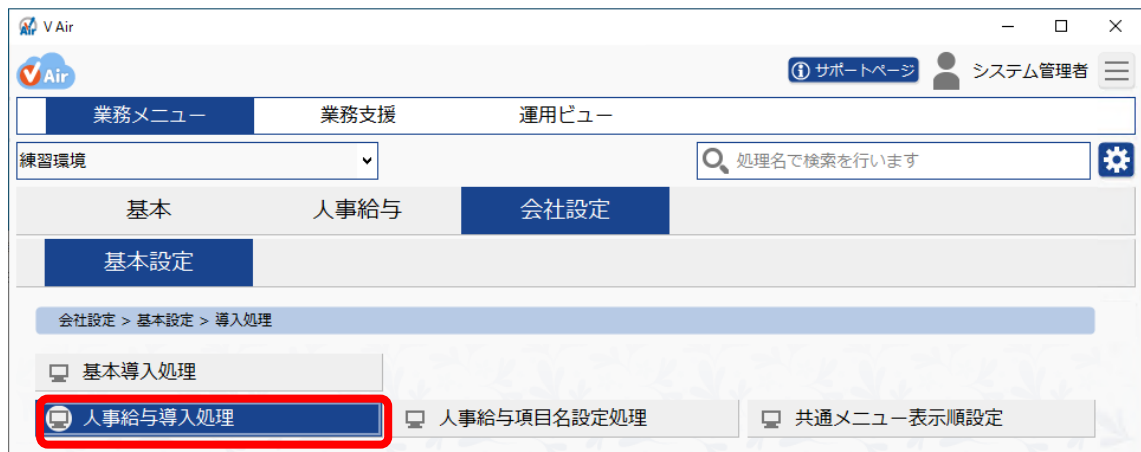 V Air
V Air
サポートページ
システム管理者
業務メニュー 業務支援 運用ビュー
練習環境
処理名で検索を行います
基本 人事給与 会社設定
基本設定
会社設定 > 基本設定 > 導入処理
基本導入処理
人事給与導入処理 人事給与項目名設定処理 共通メニュー表示順設定